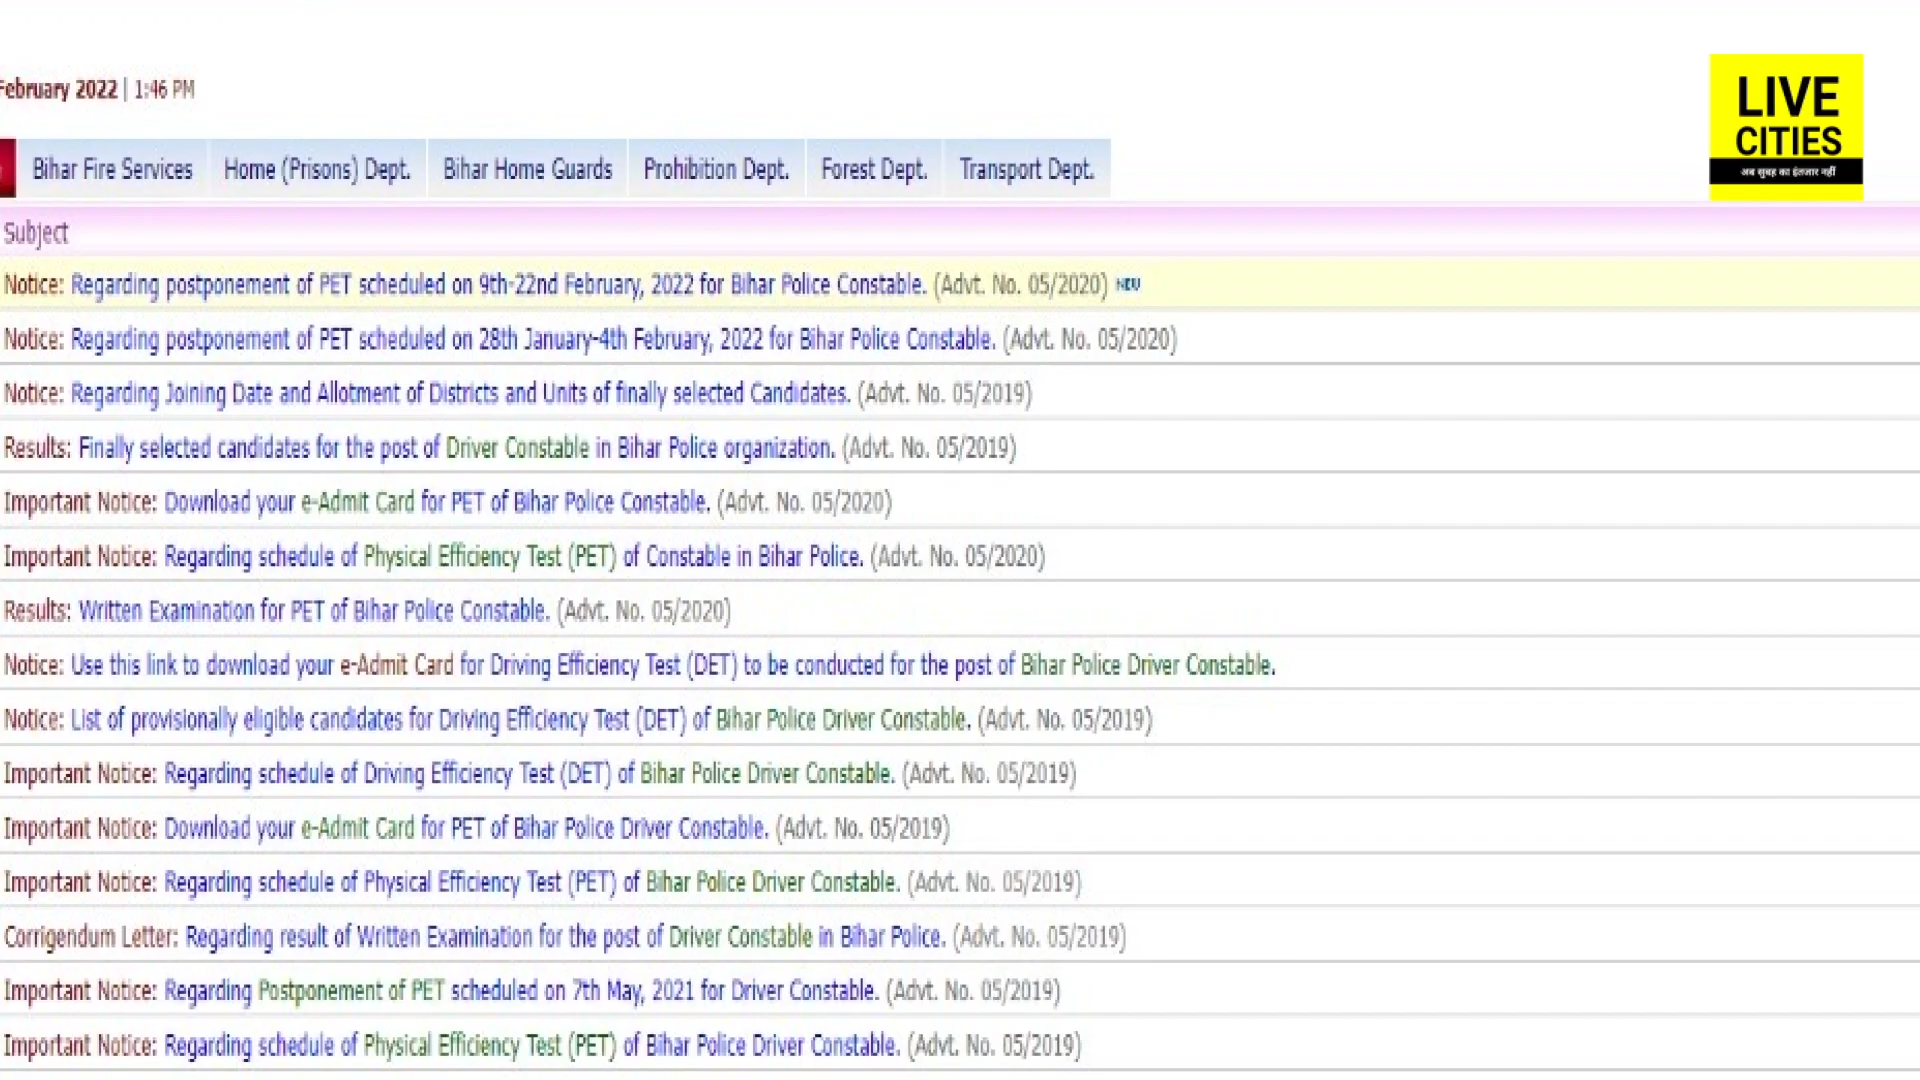 February 2022 | 1:46 PM
LIVE
CITIES
अब सुबह का इंतजार नहीं
Bihar Fire Services Home (Prisons) Dept. Bihar Home Guards Prohibition Dept. Forest Dept. Transport Dept.
Subject
Notice: Regarding postponement of PET scheduled on 9th-22nd February, 2022 for Bihar Police Constable. (Advt. No. 05/2020) NEW
Notice: Regarding postponement of PET scheduled on 28th January-4th February, 2022 for Bihar Police Constable. (Advt. No. 05/2020)
Notice: Regarding Joining Date and Allotment of Districts and Units of finally selected Candidates. (Advt. No. 05/2019)
Results: Finally selected candidates for the post of Driver Constable in Bihar Police organization. (Advt. No. 05/2019)
Important Notice: Download your e-Admit Card for PET of Bihar Police Constable. (Advt. No. 05/2020)
Important Notice: Regarding schedule of Physical Efficiency Test (PET) of Constable in Bihar Police. (Advt. No. 05/2020)
Results: Written Examination for PET of Bihar Police Constable. (Advt. No. 05/2020)
Notice: Use this link to download your e-Admit Card for Driving Efficiency Test (DET) to be conducted for the post of Bihar Police Driver Constable.
Notice: List of provisionally eligible candidates for Driving Efficiency Test (DET) of Bihar Police Driver Constable. (Advt. No. 05/2019)
Important Notice: Regarding schedule of Driving Efficiency Test (DET) of Bihar Police Driver Constable. (Advt. No. 05/2019)
Important Notice: Download your e-Admit Card for PET of Bihar Police Driver Constable. (Advt. No. 05/2019)
Important Notice: Regarding schedule of Physical Efficiency Test (PET) of Bihar Police Driver Constable. (Advt. No. 05/2019)
Corrigendum Letter: Regarding result of Written Examination for the post of Driver Constable in Bihar Police. (Advt. No. 05/2019)
Important Notice: Regarding Postponement of PET scheduled on 7th May, 2021 for Driver Constable. (Advt. No. 05/2019)
Important Notice: Regarding schedule of Physical Efficiency Test (PET) of Bihar Police Driver Constable. (Advt. No. 05/2019)